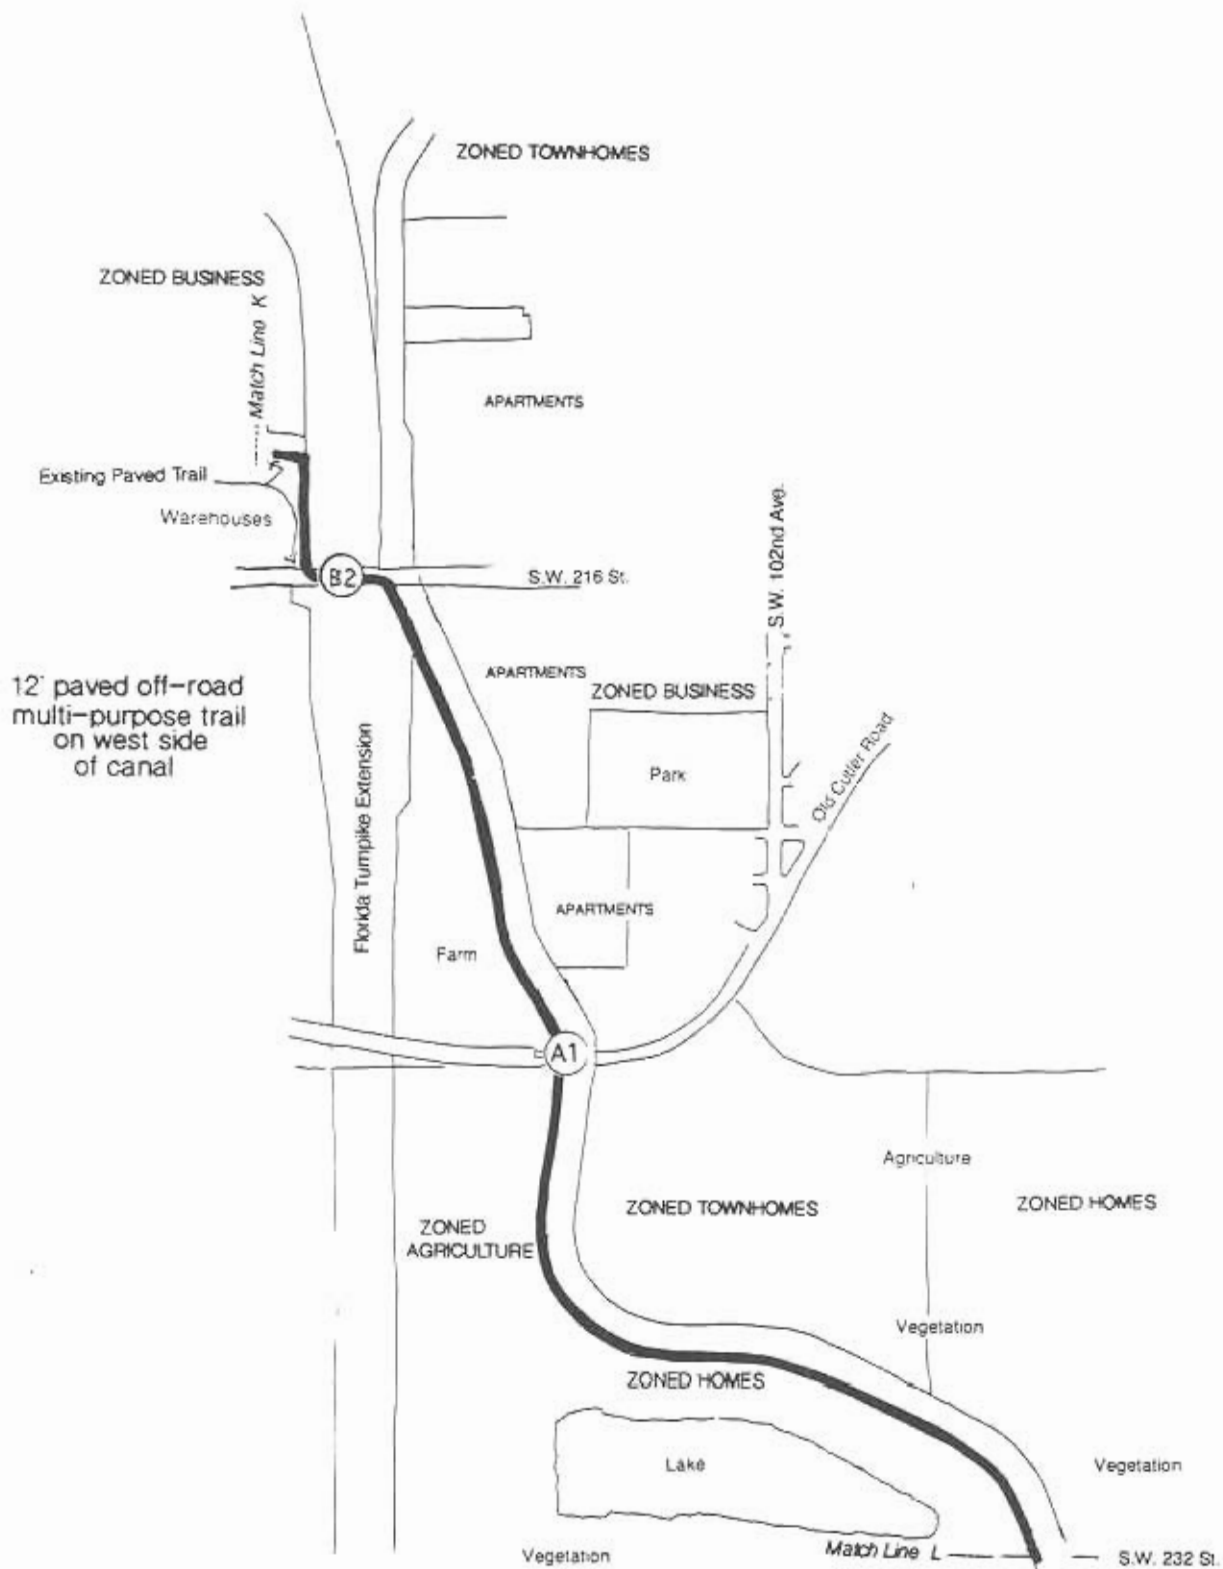 ZONED TOWNHOMES
ZONED BUSINESS
Match Line K
APARTMENTS
Existing Paved Trail
Warehouses
B2
S.W. 216 St.
S.W. 102nd Ave.
12' paved off-road
multi-purpose trail
on west side
of canal
APARTMENTS
ZONED BUSINESS
Park
Old Cutler Road
Florida Turnpike Extension
APARTMENTS
Farm
A1
Agriculture
ZONED HOMES
ZONED TOWNHOMES
ZONED
AGRICULTURE
Vegetation
ZONED HOMES
Lake
Vegetation
Vegetation
Match Line L
S.W. 232 St.